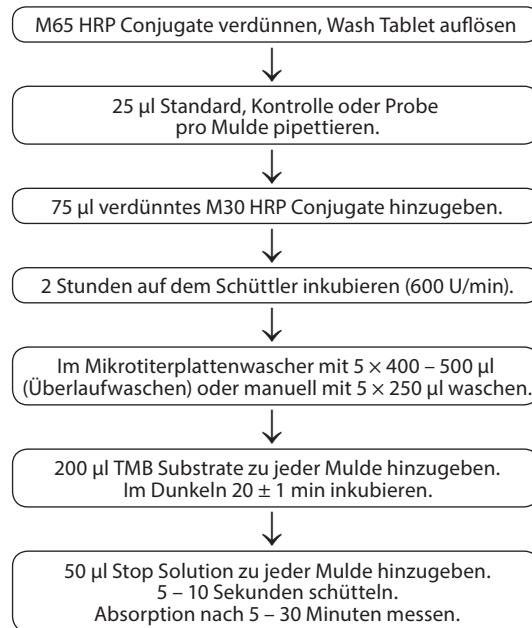 M65 HRP Conjugate verdünnen, Wash Tablet auflösen
25 µl Standard, Kontrolle oder Probe
pro Mulde pipettieren.
75 µl verdünntes M30 HRP Conjugate hinzugeben.
2 Stunden auf dem Schüttler inkubieren (600 U/min).
Im Mikrotiterplattenwascher mit 5 × 400 – 500 µl
(Überlaufwaschen) oder manuell mit 5 × 250 µl waschen.
200 µl TMB Substrate zu jeder Mulde hinzugeben.
Im Dunkeln 20 ± 1 min inkubieren.
50 µl Stop Solution zu jeder Mulde hinzugeben.
5 – 10 Sekunden schütteln.
Absorption nach 5 – 30 Minuten messen.